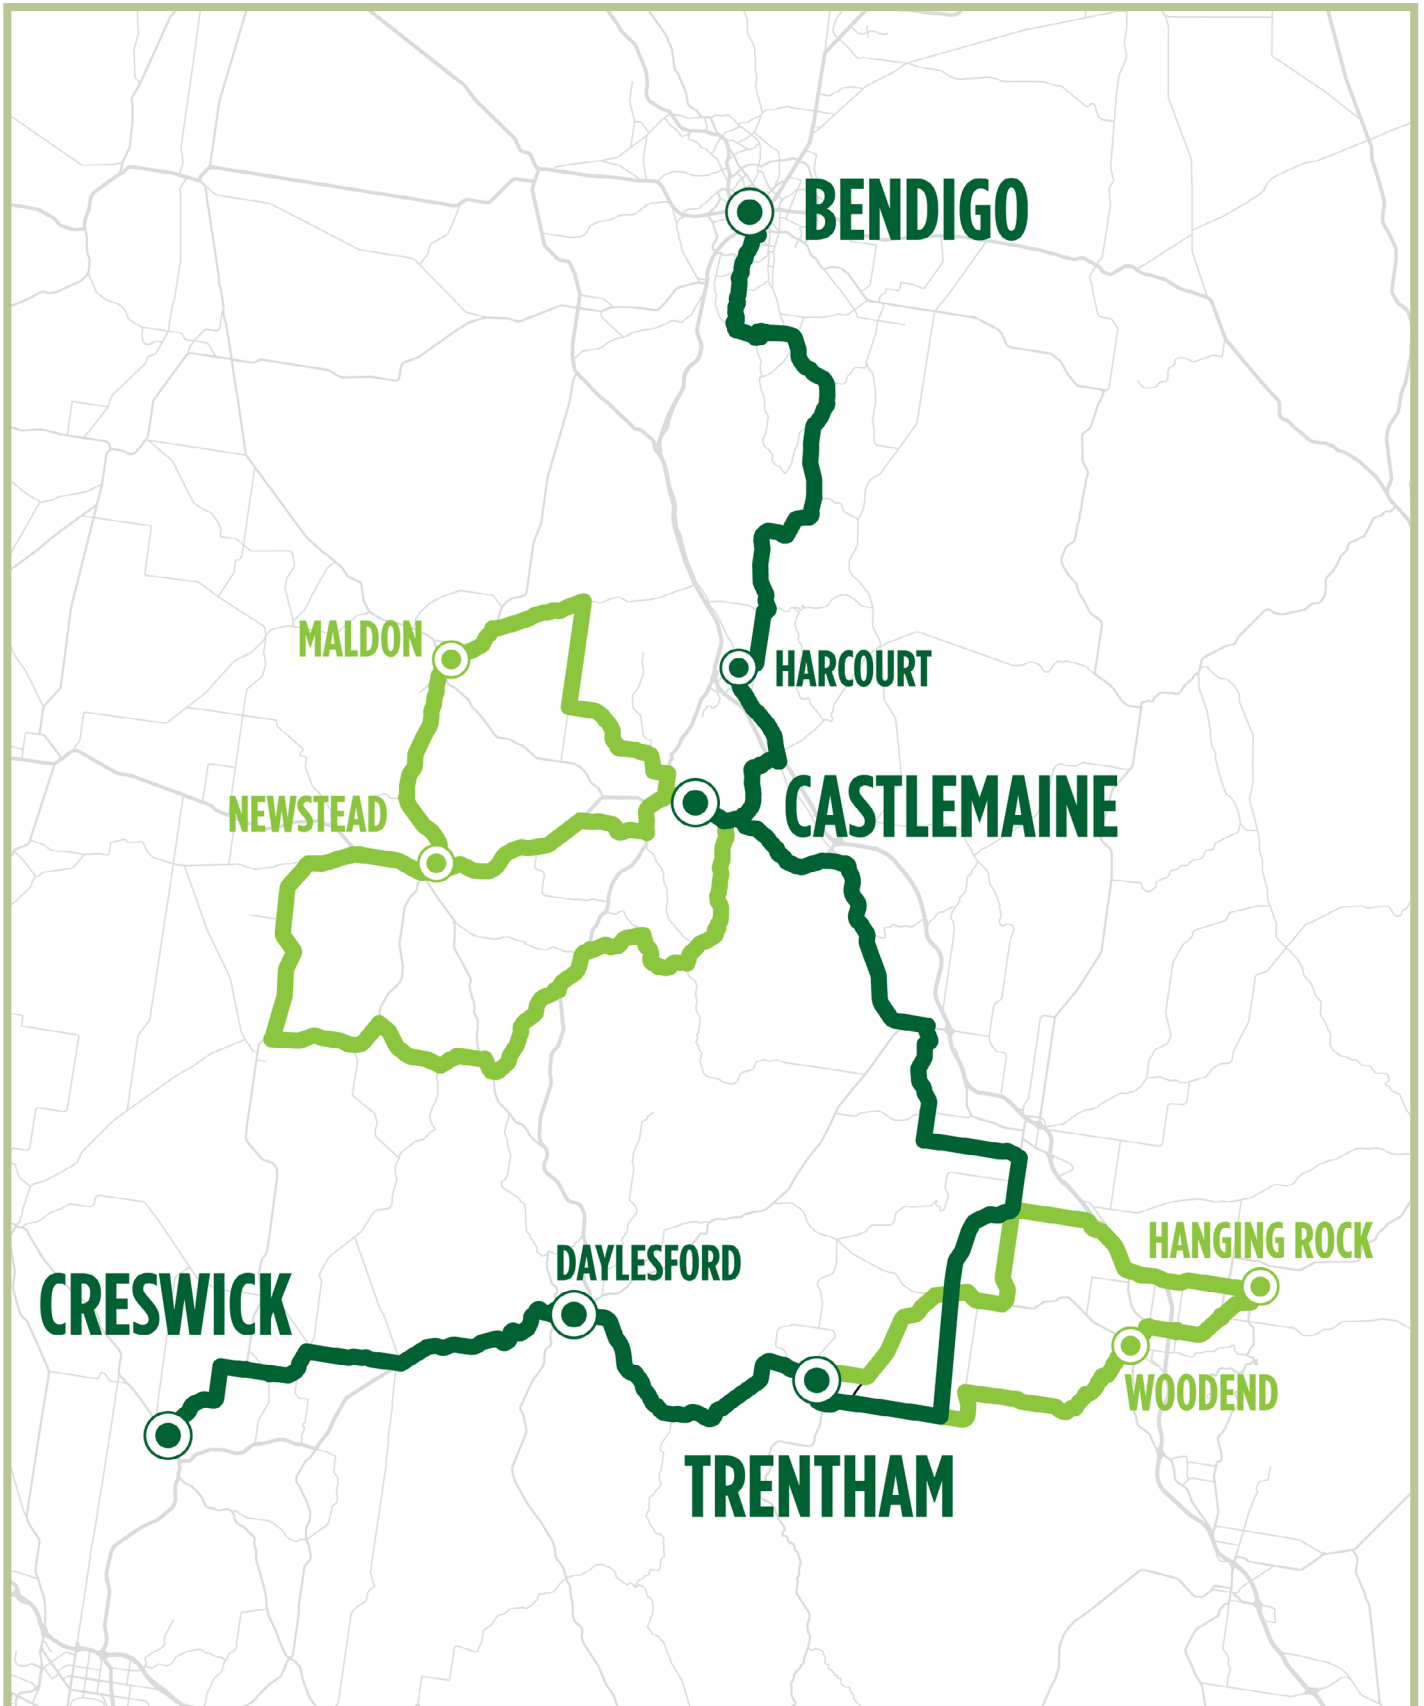 BENDIGO
MALDON
HARCOURT
NEWSTEAD
CASTLEMAINE
HANGING ROCK
DAYLESFORD
CRESWICK
WOODEND
TRENTHAM